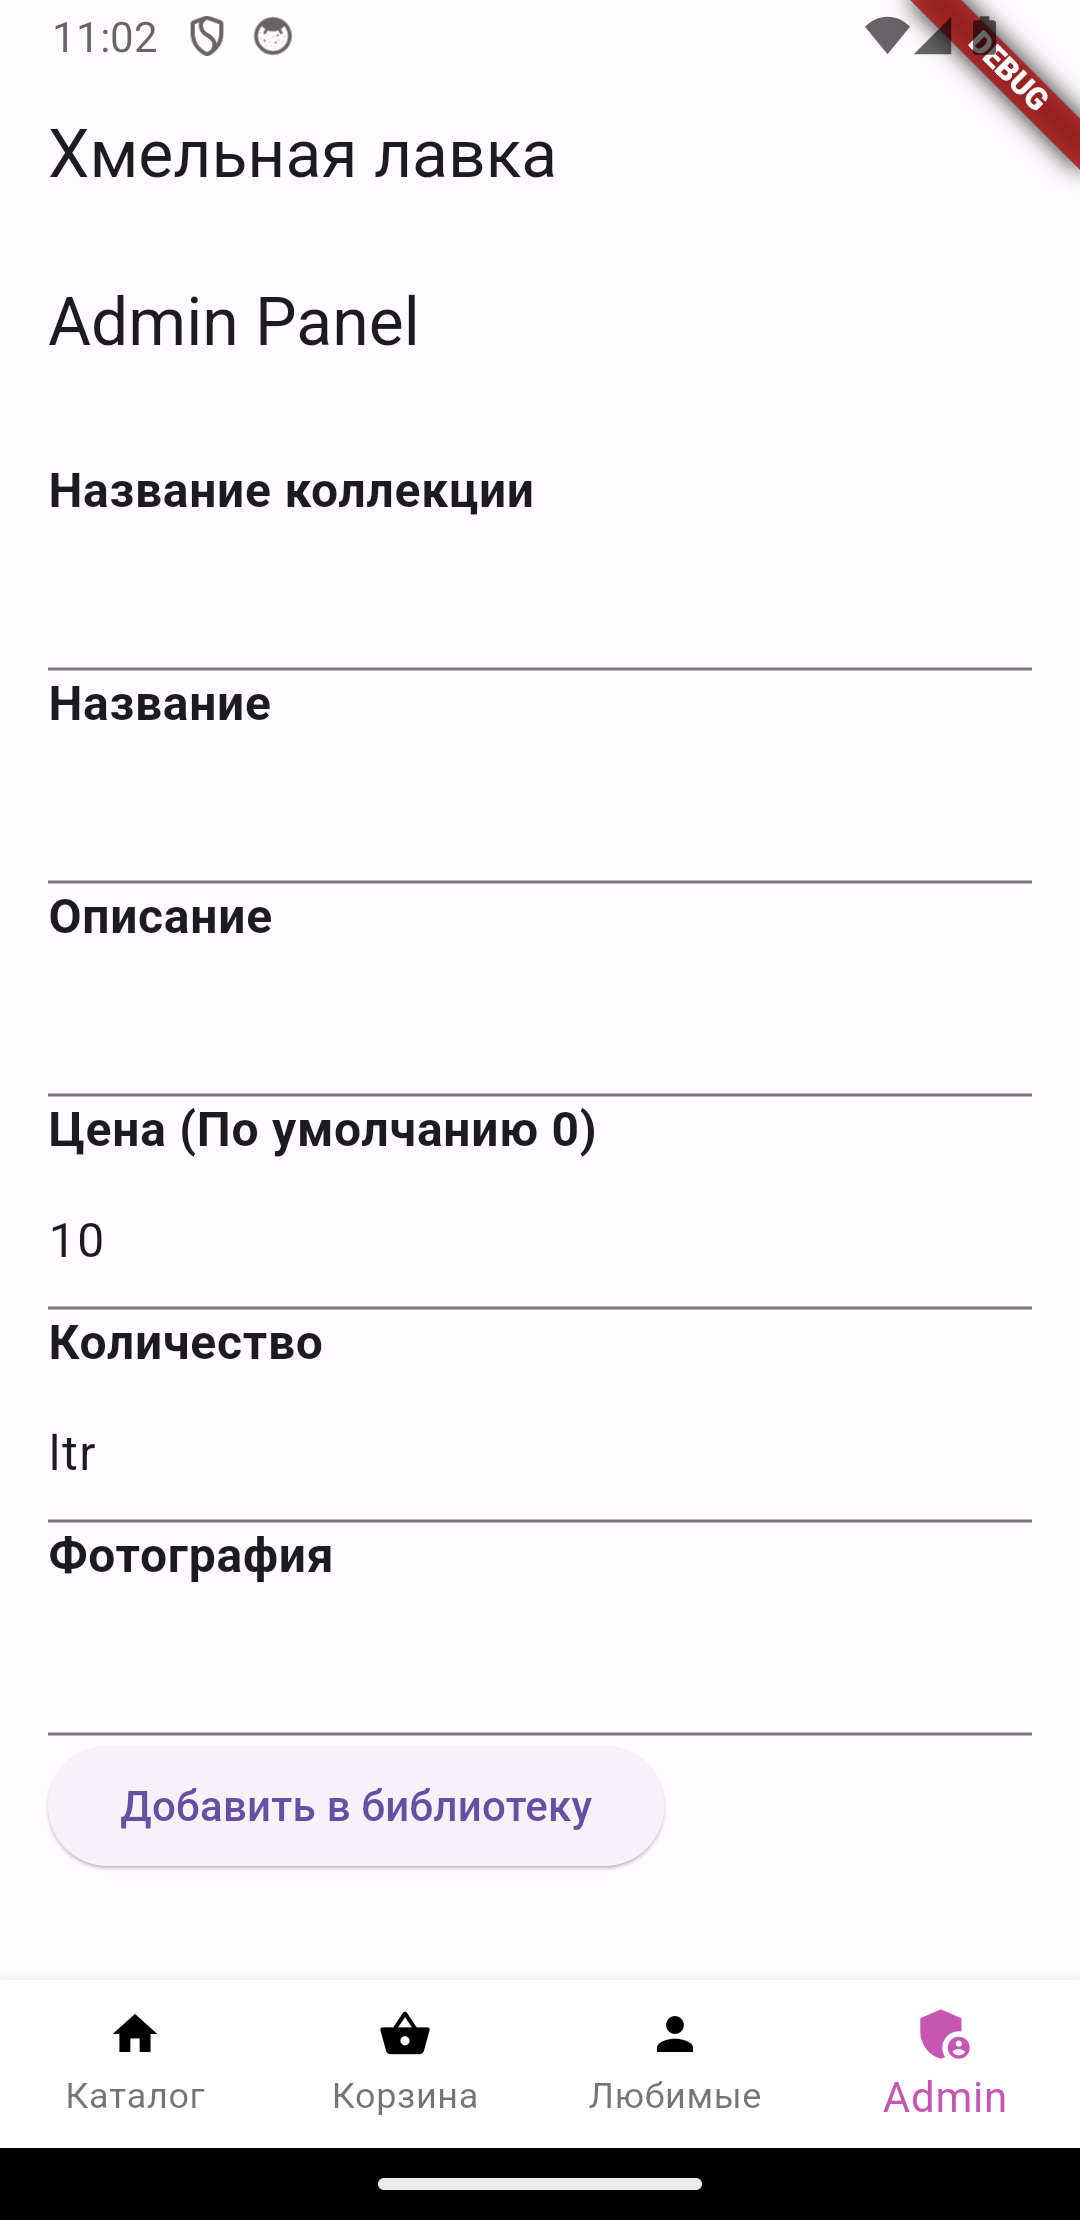 11:02
DEBUG
Хмельная лавка
Admin Panel
Название коллекции
Название
Описание
Цена (По умолчанию 0)
10
Количество
ltr
Фотография
Добавить в библиотеку
Каталог
Корзина
Любимые
Admin